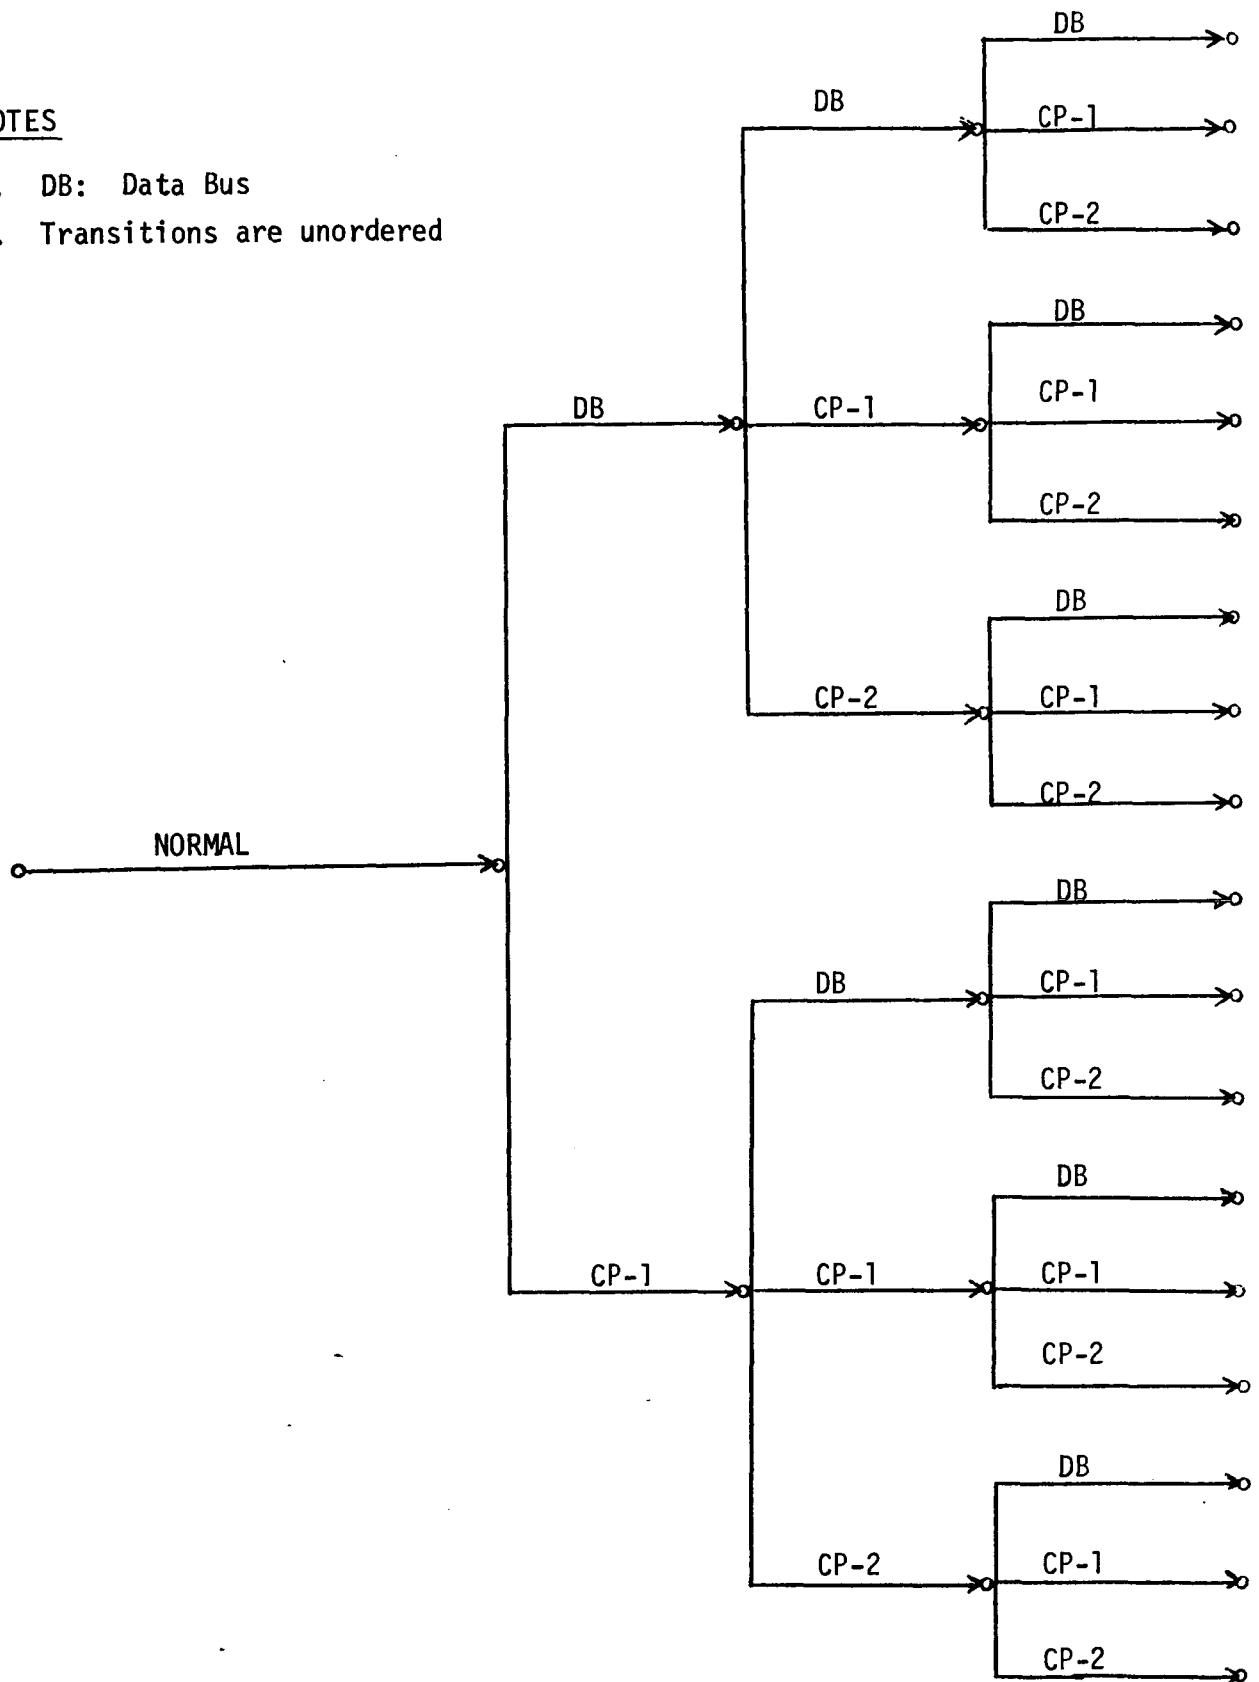 OTES
. DB: Data Bus
. Transitions are unordered
DB
DB
CP-1
CP-2
DB
DB
CP-1
CP-1
DB
CP-2
DB
CP-2
CP-1
CP-2
NORMAL
DB
DB
CP-1
CP-2
DB
CP-1
CP-1
CP-1
CP-2
DB
CP-2
CP-1
CP-2